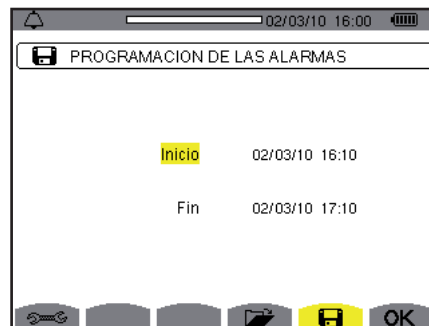 02/03/10 16:00
PROGRAMACION DE LAS ALARMAS
Inicio 02/03/10 16:10
Fin 02/03/10 17:10
OK